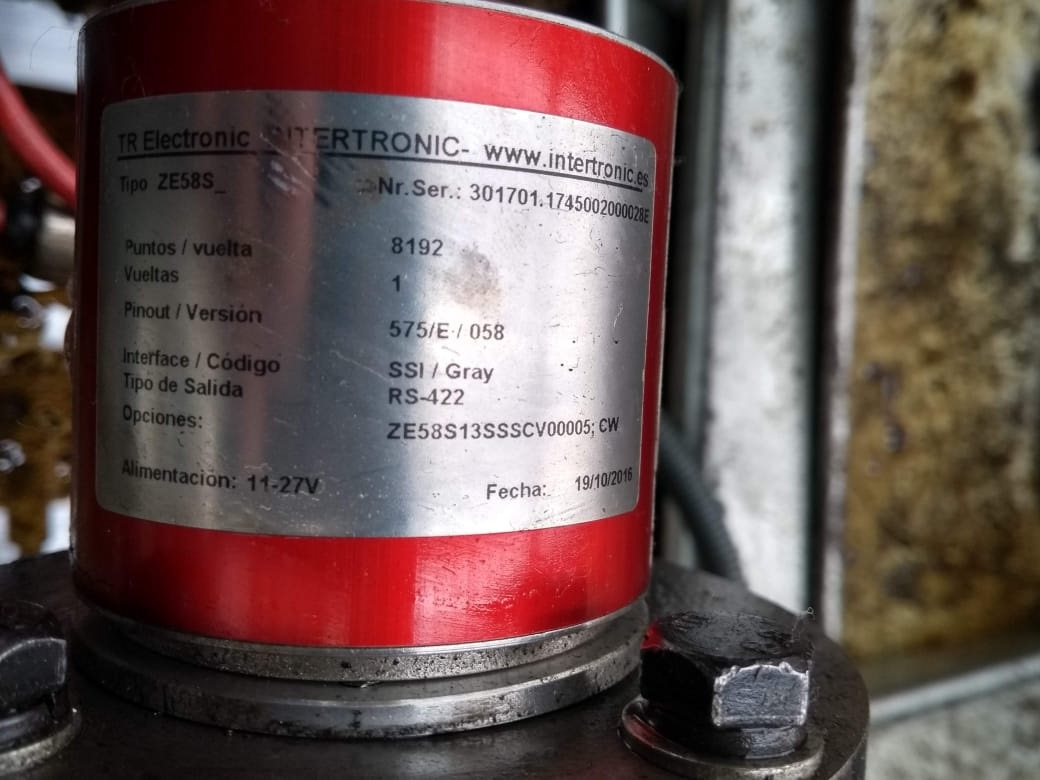 TR Electronic -INTERTRONIC- www.intertronic.es
Tipo ZE58S_ Nr.Ser.: 301701.1745002000028E
Puntos / vuelta 8192
Vueltas 1
Pinout / Versión 575/E / 058
Interface / Código SSI / Gray
Tipo de Salida RS-422
Opciones: ZE58S13SSSCV00005; CW
Alimentación: 11-27V Fecha: 19/10/2016